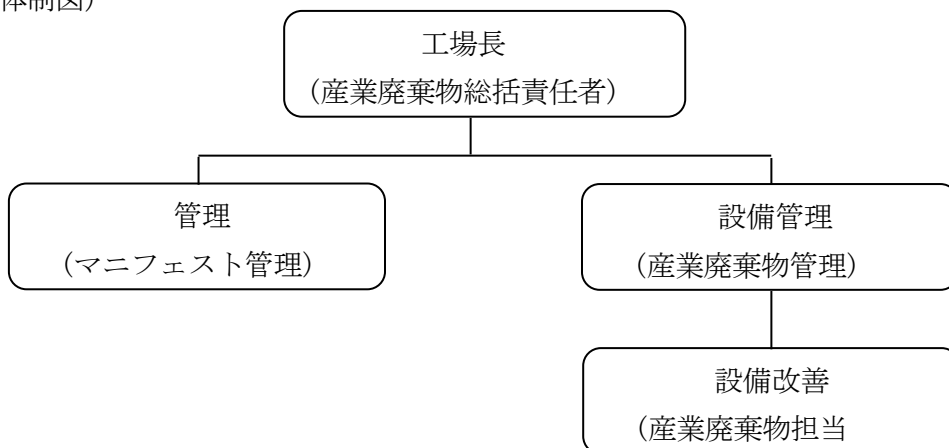 体制図）
工場長
（産業廃棄物総括責任者）
管理
（マニフェスト管理）
設備管理
（産業廃棄物管理）
設備改善
（産業廃棄物担当